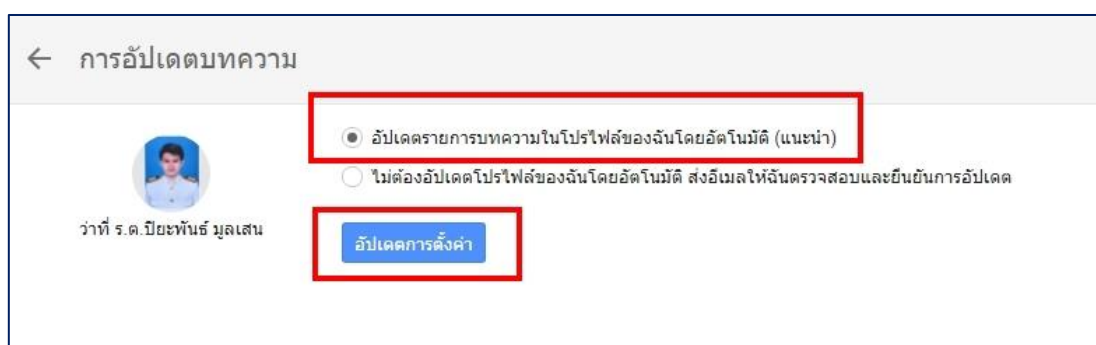 การอัปเดตบทความ
อัปเดตรายการบทความในโปรไฟล์ของฉันโดยอัตโนมัติ (แนะนำ)
ไม่ต้องอัปเดตโปรไฟล์ของฉันโดยอัตโนมัติ ส่งอีเมลให้ฉันตรวจสอบและยืนยันการอัปเดต
ว่าที่ ร.ต.ปิยะพันธ์ มูลเสน
อัปเดตการตั้งค่า